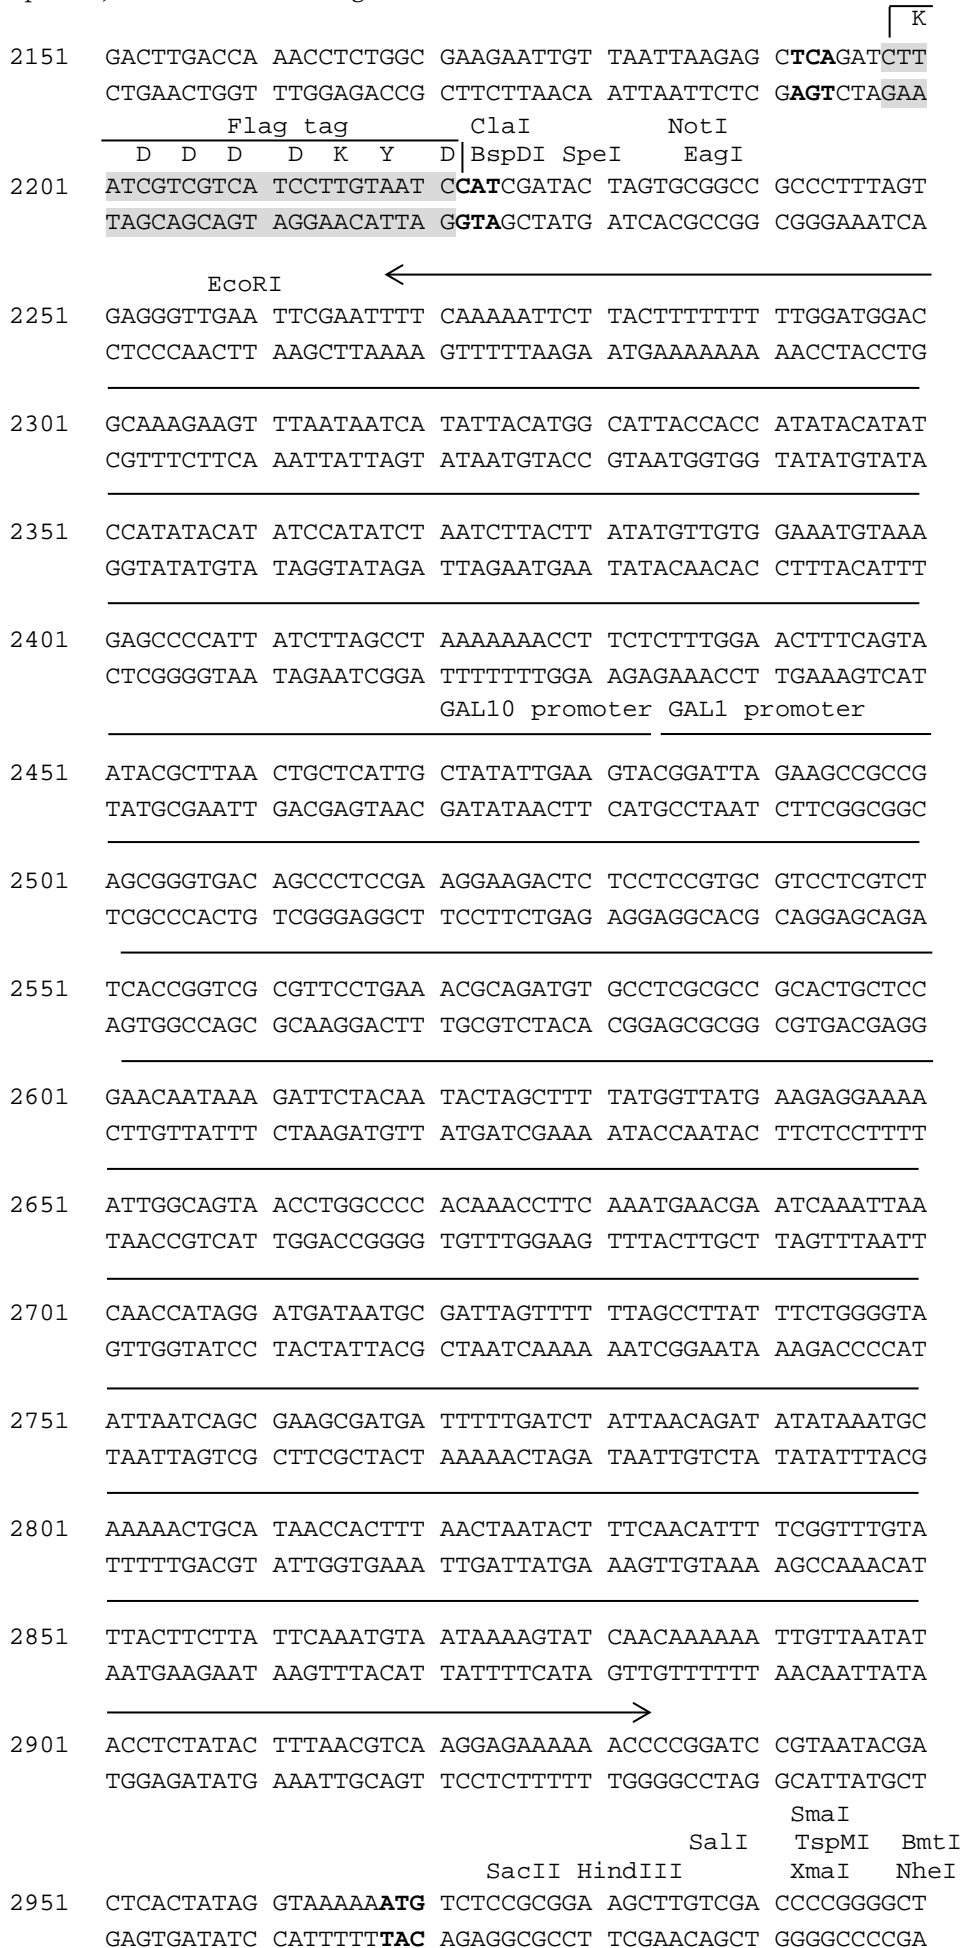 K
2151 GACTTGACCA AACCTCTGGC GAAGAATTGT TAATTAAGAG CTCAGATCTT
CTGAACTGGT TTGGAGACCG CTTCTTAACA ATTAATTCTC GAGTCTAGAA
Flag tag ClaI NotI
D D D D K Y D BspDI SpeI EagI
2201 ATCGTCGTCA TCCTTGTAAT CCATCGATAC TAGTGCGGCC GCCCTTTAGT
TAGCAGCAGT AGGAACATTAG GTAGCTATG ATCACGCCGG CGGGAAATCA
EcoRI
2251 GAGGGTTGAA TTCGAATTTT CAAAAATTCT TACTTTTTTT TTGGATGGAC
CTCCCAACTT AAGCTTAAAA GTTTTTAAGA ATGAAAAAAA AACCTACCTG
2301 GCAAAGAAGT TTAATAATCA TATTACATGG CATTACCACC ATATACATAT
CGTTTCTTCA AATTATTAGT ATAATGTACC GTAATGGTGG TATATGTATA
2351 CCATATACAT ATCCATATCT AATCTTACTT ATATGTTGTG GAAATGTAAA
GGTATATGTA TAGGTATAGA TTAGAATGAA TATACAACAC CTTTACATTT
2401 GAGCCCCATT ATCTTAGCCT AAAAAAACCT TCTCTTTGGA ACTTTCAGTA
CTCGGGGTAA TAGAATCGGA TTTTTTTGGA AGAGAAACCT TGAAAGTCAT
GAL10 promoter GAL1 promoter
2451 ATACGCTTAA CTGCTCATTG CTATATTGAA GTACGGATTA GAAGCCGCCG
TATGCGAATT GACGAGTAAC GATATAACTT CATGCCTAAT CTTCGGCGGC
2501 AGCGGGTGAC AGCCCTCCGA AGGAAGACTC TCCTCCGTGC GTCCTCGTCT
TCGCCCACTG TCGGGAGGCT TCCTTCTGAG AGGAGGCACG CAGGAGCAGA
2551 TCACCGGTCG CGTTCCTGAA ACGCAGATGT GCCTCGCGCC GCACTGCTCC
AGTGGCCAGC GCAAGGACTT TGCGTCTACA CGGAGCGCGG CGTGACGAGG
2601 GAACAATAAA GATTCTACAA TACTAGCTTT TATGGTTATG AAGAGGAAAA
CTTGTTATTT CTAAGATGTT ATGATCGAAA ATACCAATAC TTCTCCTTTT
2651 ATTGGCAGTA ACCTGGCCCC ACAAACCTTC AAATGAACGA ATCAAATTAA
TAACCGTCAT TGGACCGGGG TGTTTGGAAG TTTACTTGCT TAGTTTAATT
2701 CAACCATAGG ATGATAATGC GATTAGTTTT TTAGCCTTAT TTCTGGGGTA
GTTGGTATCC TACTATTACG CTAATCAAAA AATCGGAATA AAGACCCCAT
2751 ATTAATCAGC GAAGCGATGA TTTTTGATCT ATTAACAGAT ATATAAATGC
TAATTAGTCG CTTCGCTACT AAAAACTAGA TAATTGTCTA TATATTTACG
2801 AAAAACTGCA TAACCACTTT AACTAATACT TTCAACATTT TCGGTTTGTA
TTTTTGACGT ATTGGTGAAA TTGATTATGA AAGTTGTAAA AGCCAAACAT
2851 TTACTTCTTA TTCAAATGTA ATAAAAGTAT CAACAAAAAA TTGTTAATAT
AATGAAGAAT AAGTTTACAT TATTTTCATA GTTGTTTTTT AACAATTATA
2901 ACCTCTATAC TTTAACGTCA AGGAGAAAAA ACCCCGGATC CGTAATACGA
TGGAGATATG AAATTGCAGT TCCTCTTTTT TGGGGCCTAG GCATTATGCT
SmaI
SalI TspMI BmtI
SacII HindIII XmaI NheI
2951 CTCACTATAG GTAAAAAATG TCTCCGCGGA AGCTTGTCGA CCCCGGGGCT
GAGTGATATC CATTTTTTAC AGAGGCGCCT TCGAACAGCT GGGGCCCCGA